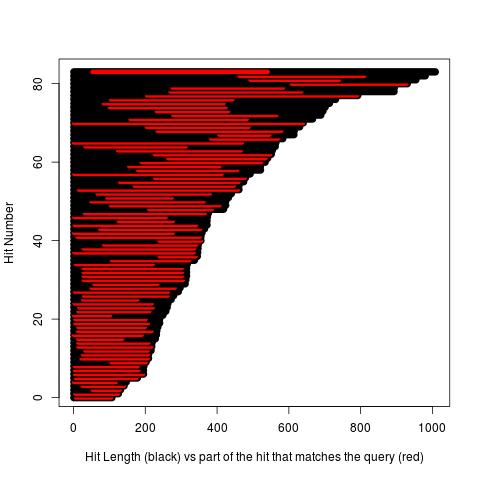 Hit Number
80
60
40
20
0
0 200 400 600 800 1000
Hit Length (black) vs part of the hit that matches the query (red)